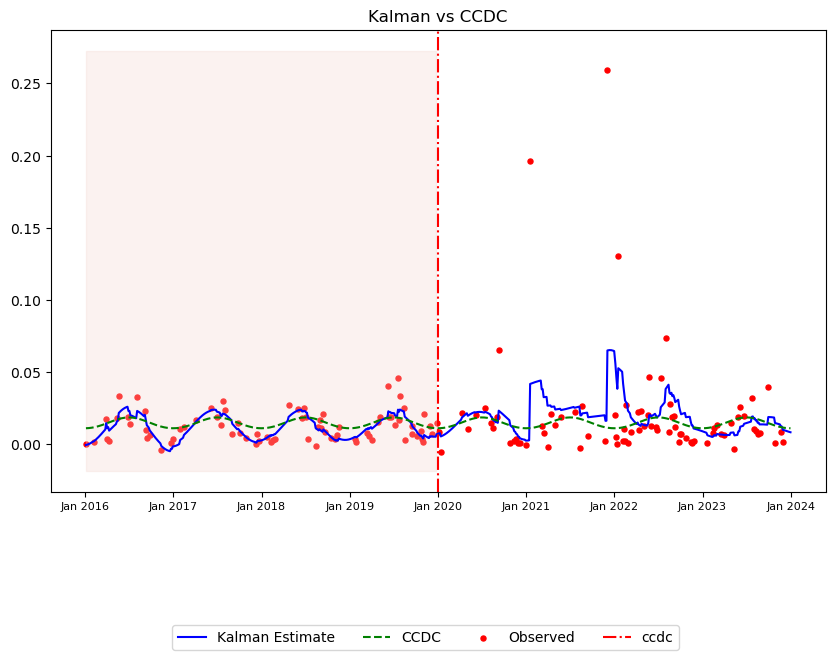 Kalman vs CCDC
0.25
0.20
0.15
0.10
0.05
0.00
Jan 2016 Jan 2017 Jan 2018 Jan 2019 Jan 2020 Jan 2021 Jan 2022 Jan 2023 Jan 2024
Kalman Estimate CCDC Observed ccdc